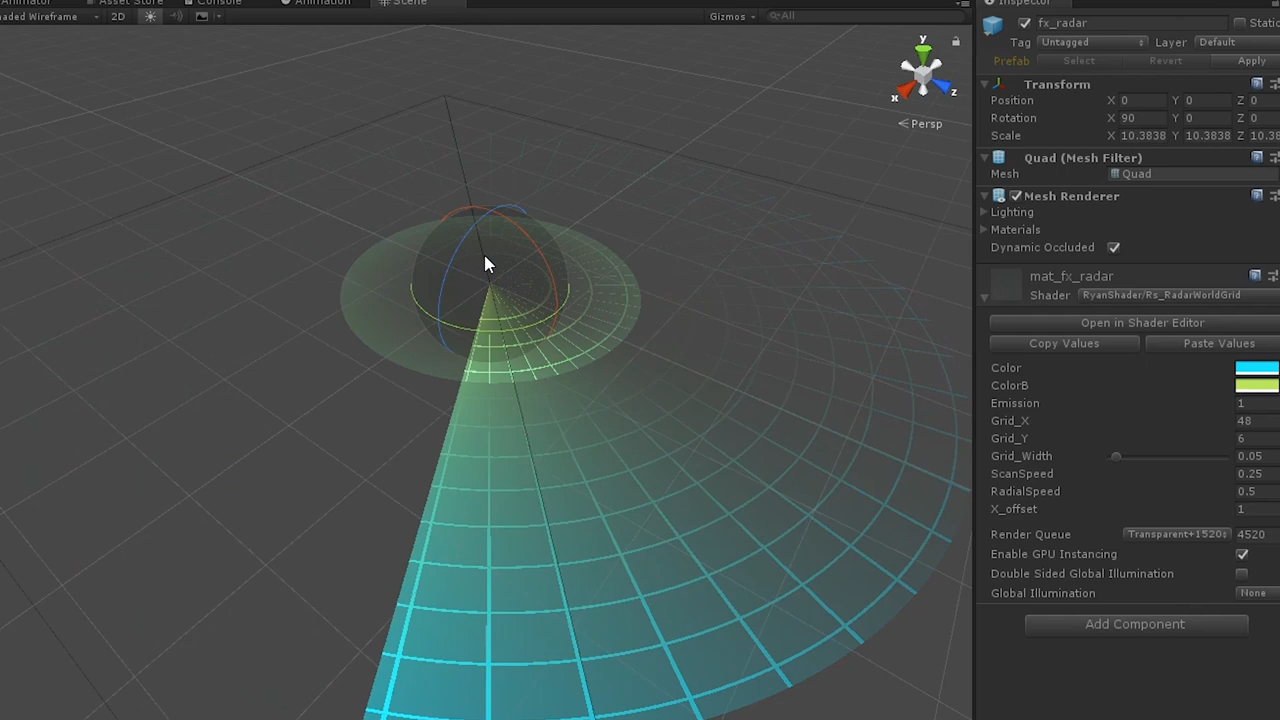 Animator
Asset Store
Console
Animation
Scene
Inspector
Shaded Wireframe
2D
Gizmos
All
y
x
z
Persp
fx_radar
Static
Tag Untagged Layer Default
Prefab Select Revert Apply
Transform
Position X 0 Y 0 Z 0
Rotation X 90 Y 0 Z 0
Scale X 10.3838 Y 10.3838 Z 10.38
Quad (Mesh Filter)
Mesh Quad
Mesh Renderer
Lighting
Materials
Dynamic Occluded
mat_fx_radar
Shader RyanShader/Rs_RadarWorldGrid
Open in Shader Editor
Copy Values Paste Values
Color
ColorB
Emission 1
Grid_X 48
Grid_Y 6
Grid_Width 0.05
ScanSpeed 0.25
RadialSpeed 0.5
X_offset 1
Render Queue Transparent+1520 4520
Enable GPU Instancing
Double Sided Global Illumination
Global Illumination None
Add Component